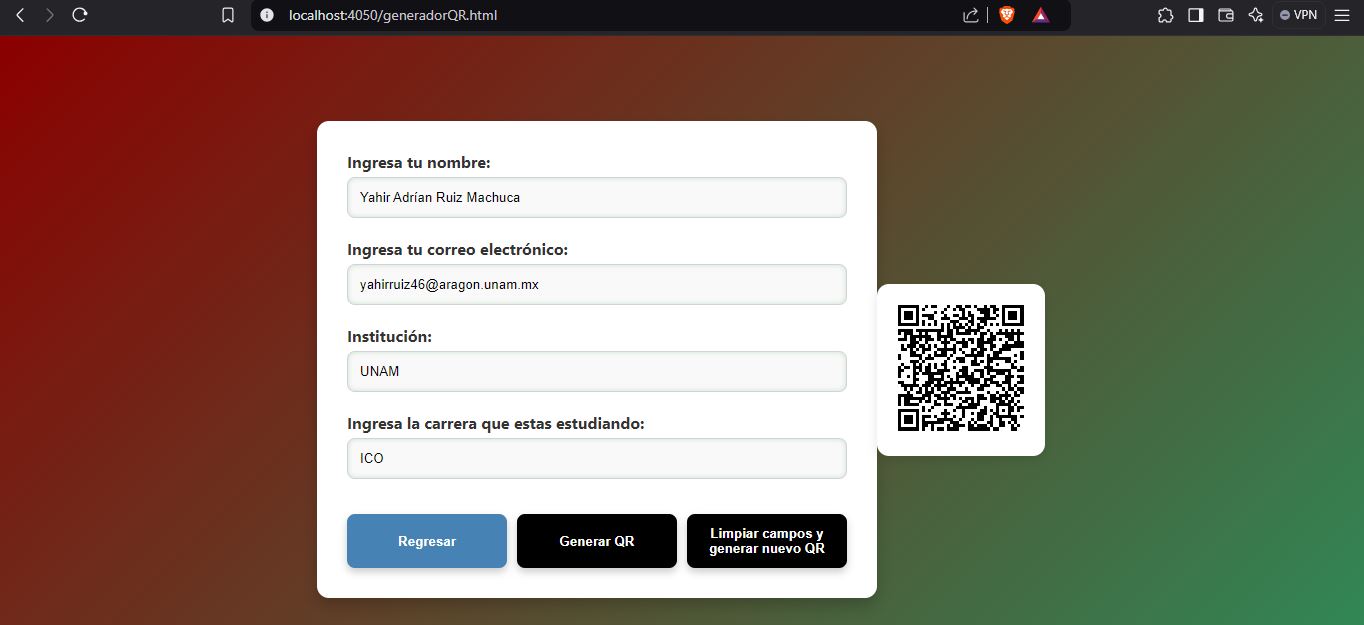 localhost:4050/generadorQR.html
VPN
Ingresa tu nombre:
Yahir Adrían Ruiz Machuca
Ingresa tu correo electrónico:
yahirruiz46@aragon.unam.mx
Institución:
UNAM
Ingresa la carrera que estas estudiando:
ICO
Regresar
Generar QR
Limpiar campos y
generar nuevo QR